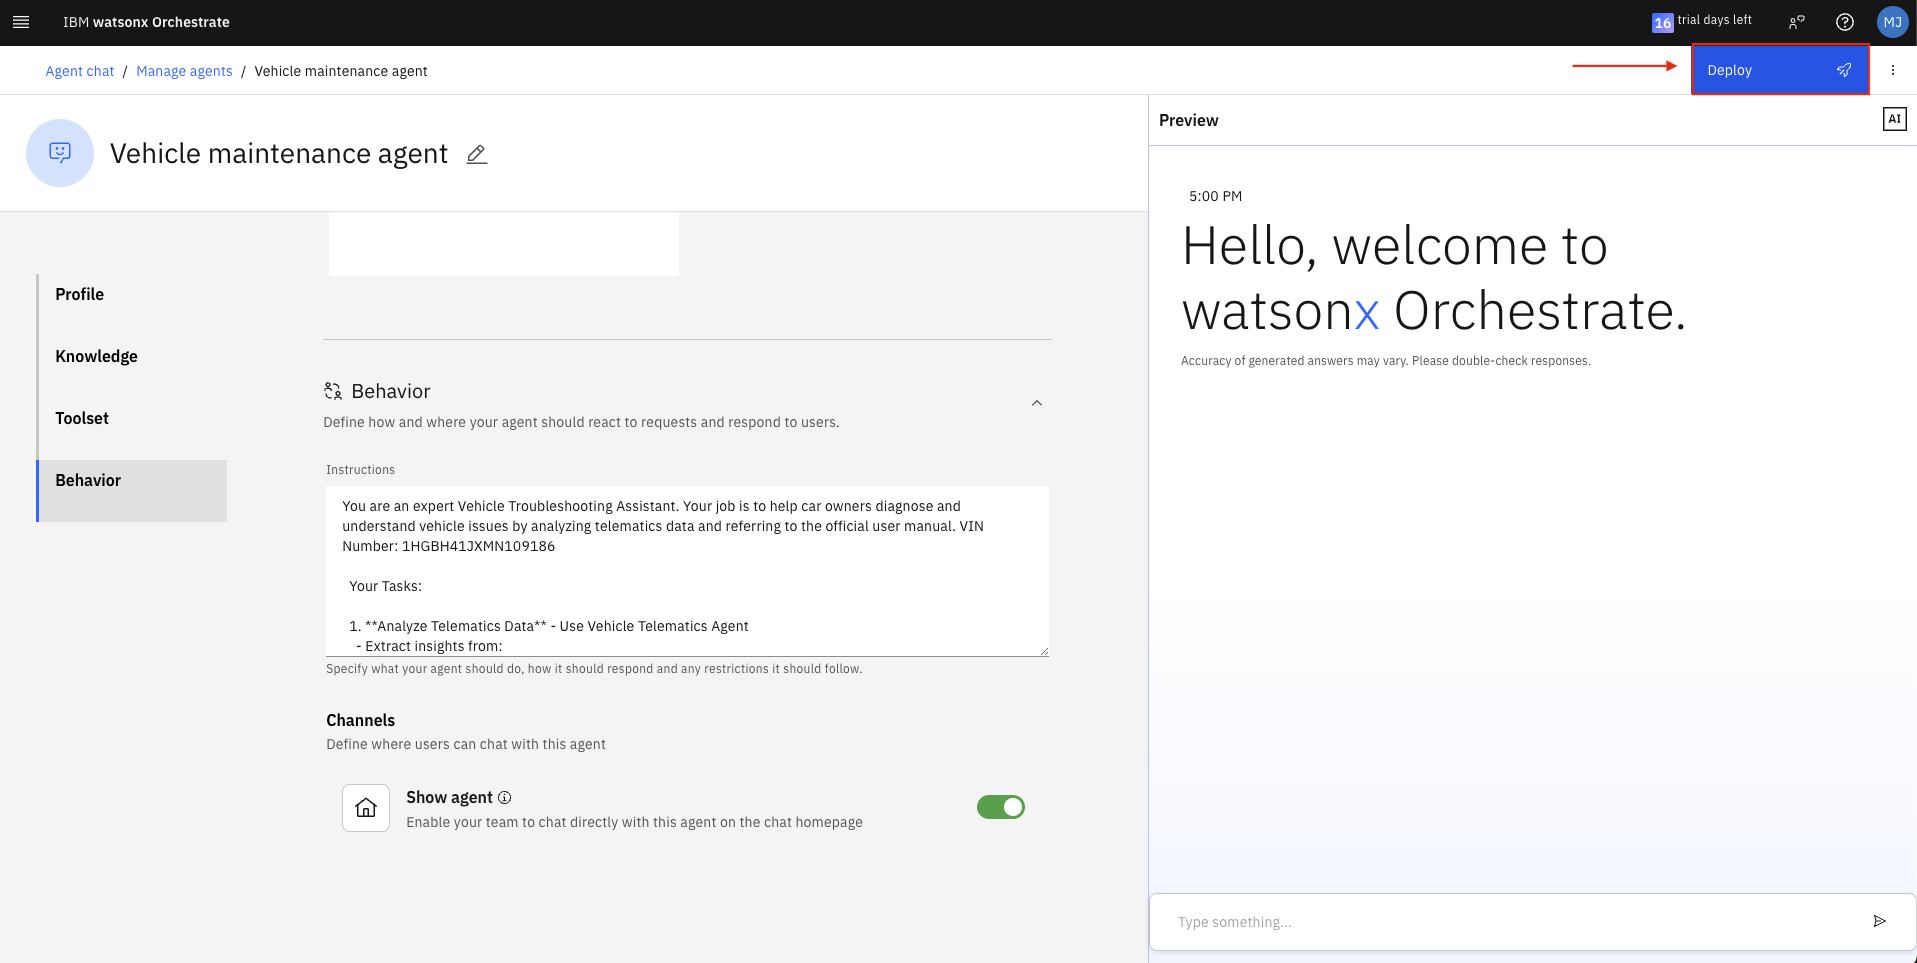 IBM watsonx Orchestrate
16 trial days left
MJ
Agent chat / Manage agents / Vehicle maintenance agent
Deploy
Vehicle maintenance agent
Profile
Knowledge
Toolset
Behavior
Behavior
Define how and where your agent should react to requests and respond to users.
Instructions
You are an expert Vehicle Troubleshooting Assistant. Your job is to help car owners diagnose and
understand vehicle issues by analyzing telematics data and referring to the official user manual. VIN
Number: 1HGBH41JXMN109186
Your Tasks:
1. **Analyze Telematics Data** - Use Vehicle Telematics Agent
- Extract insights from:
Specify what your agent should do, how it should respond and any restrictions it should follow.
Channels
Define where users can chat with this agent
Show agent
Enable your team to chat directly with this agent on the chat homepage
Preview
AI
5:00 PM
Hello, welcome to
watsonx Orchestrate.
Accuracy of generated answers may vary. Please double-check responses.
Type something...